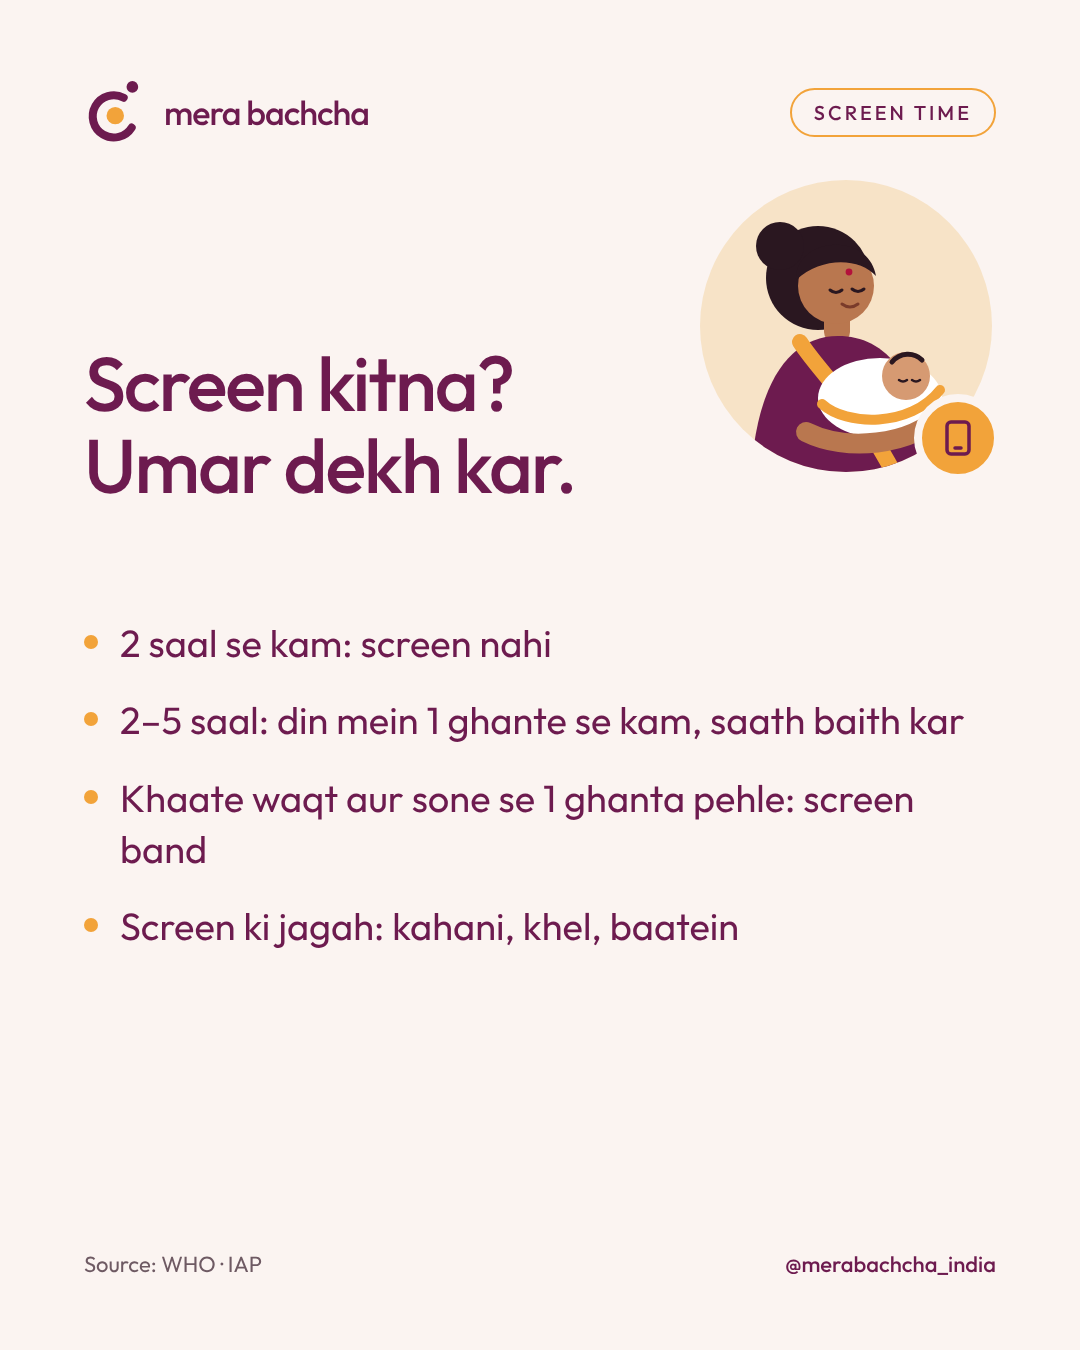 mera bachcha
SCREEN TIME
Screen kitna?
Umar dekh kar.
2 saal se kam: screen nahi
2–5 saal: din mein 1 ghante se kam, saath baith kar
Khaate waqt aur sone se 1 ghanta pehle: screen
band
Screen ki jagah: kahani, khel, baatein
Source: WHO · IAP
@merabachcha_india